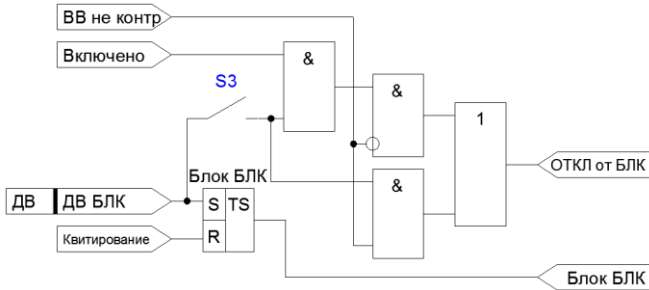 ВВ не контр
Включено
&
S3
&
1
ОТКЛ от БЛК
Блок БЛК
&
ДВ ДВ БЛК
S TS
R
Квитирование
Блок БЛК